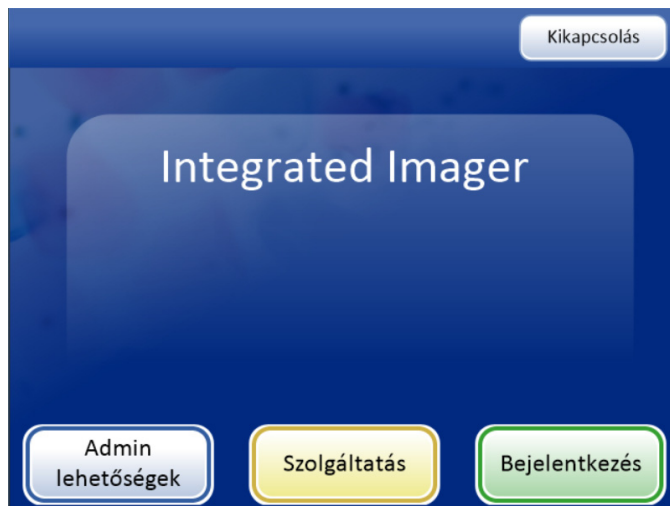 Kikapcsolás
Integrated Imager
Admin
lehetőségek
Szolgáltatás
Bejelentkezés